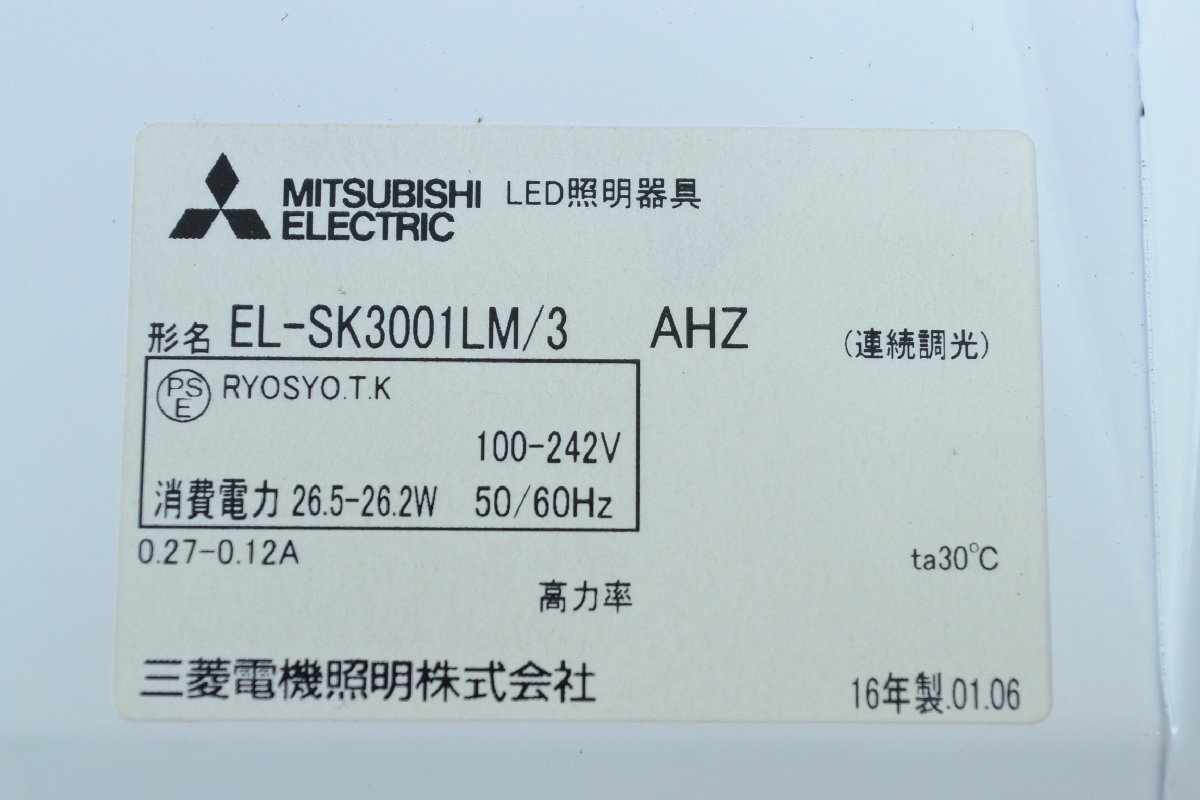 MITSUBISHI ELECTRIC LED照明器具
形名 EL-SK3001LM/3 AHZ (連続調光)
PSE RYOSYO.T.K
100-242V
消費電力 26.5-26.2W 50/60Hz
0.27-0.12A ta30℃
高力率
三菱電機照明株式会社 16年製.01.06